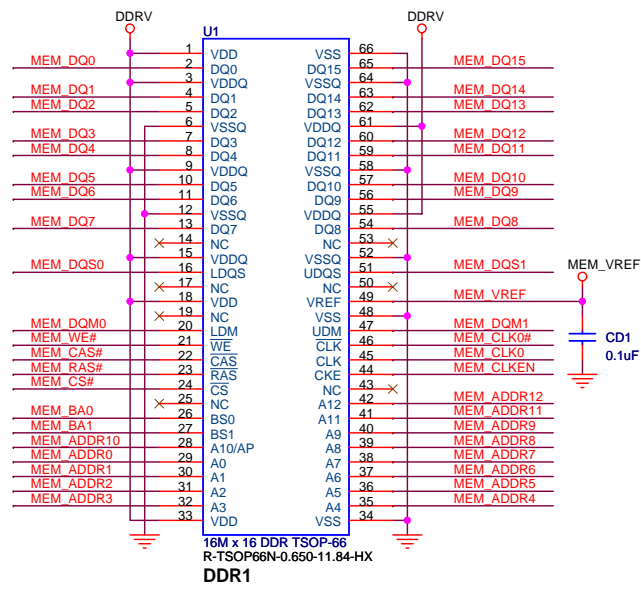 DDRV DDRV
U1
1 VDD VSS 66
MEM_DQ0 2 DQ0 DQ15 65 MEM_DQ15
3 VDDQ VSSQ 64
MEM_DQ1 4 DQ1 DQ14 63 MEM_DQ14
MEM_DQ2 5 DQ2 DQ13 62 MEM_DQ13
6 VSSQ VDDQ 61
MEM_DQ3 7 DQ3 DQ12 60 MEM_DQ12
MEM_DQ4 8 DQ4 DQ11 59 MEM_DQ11
9 VDDQ VSSQ 58
MEM_DQ5 10 DQ5 DQ10 57 MEM_DQ10
MEM_DQ6 11 DQ6 DQ9 56 MEM_DQ9
12 VSSQ VDDQ 55
MEM_DQ7 13 DQ7 DQ8 54 MEM_DQ8
14 NC NC 53
15 VDDQ VSSQ 52
MEM_DQS0 16 LDQS UDQS 51 MEM_DQS1 MEM_VREF
17 NC NC 50
18 VDD VREF 49 MEM_VREF
19 NC VSS 48
MEM_DQM0 20 LDM UDM 47 MEM_DQM1
MEM_WE# 21 WE CLK 46 MEM_CLK0# CD1
MEM_CAS# 22 CAS CLK 45 MEM_CLK0 0.1uF
MEM_RAS# 23 RAS CKE 44 MEM_CLKEN
MEM_CS# 24 CS NC 43
25 NC A12 42 MEM_ADDR12
MEM_BA0 26 BS0 A11 41 MEM_ADDR11
MEM_BA1 27 BS1 A9 40 MEM_ADDR9
MEM_ADDR10 28 A10/AP A8 39 MEM_ADDR8
MEM_ADDR0 29 A0 A7 38 MEM_ADDR7
MEM_ADDR1 30 A1 A6 37 MEM_ADDR6
MEM_ADDR2 31 A2 A5 36 MEM_ADDR5
MEM_ADDR3 32 A3 A4 35 MEM_ADDR4
33 VDD VSS 34
16M x 16 DDR TSOP-66
R-TSOP66N-0.650-11.84-HX
DDR1